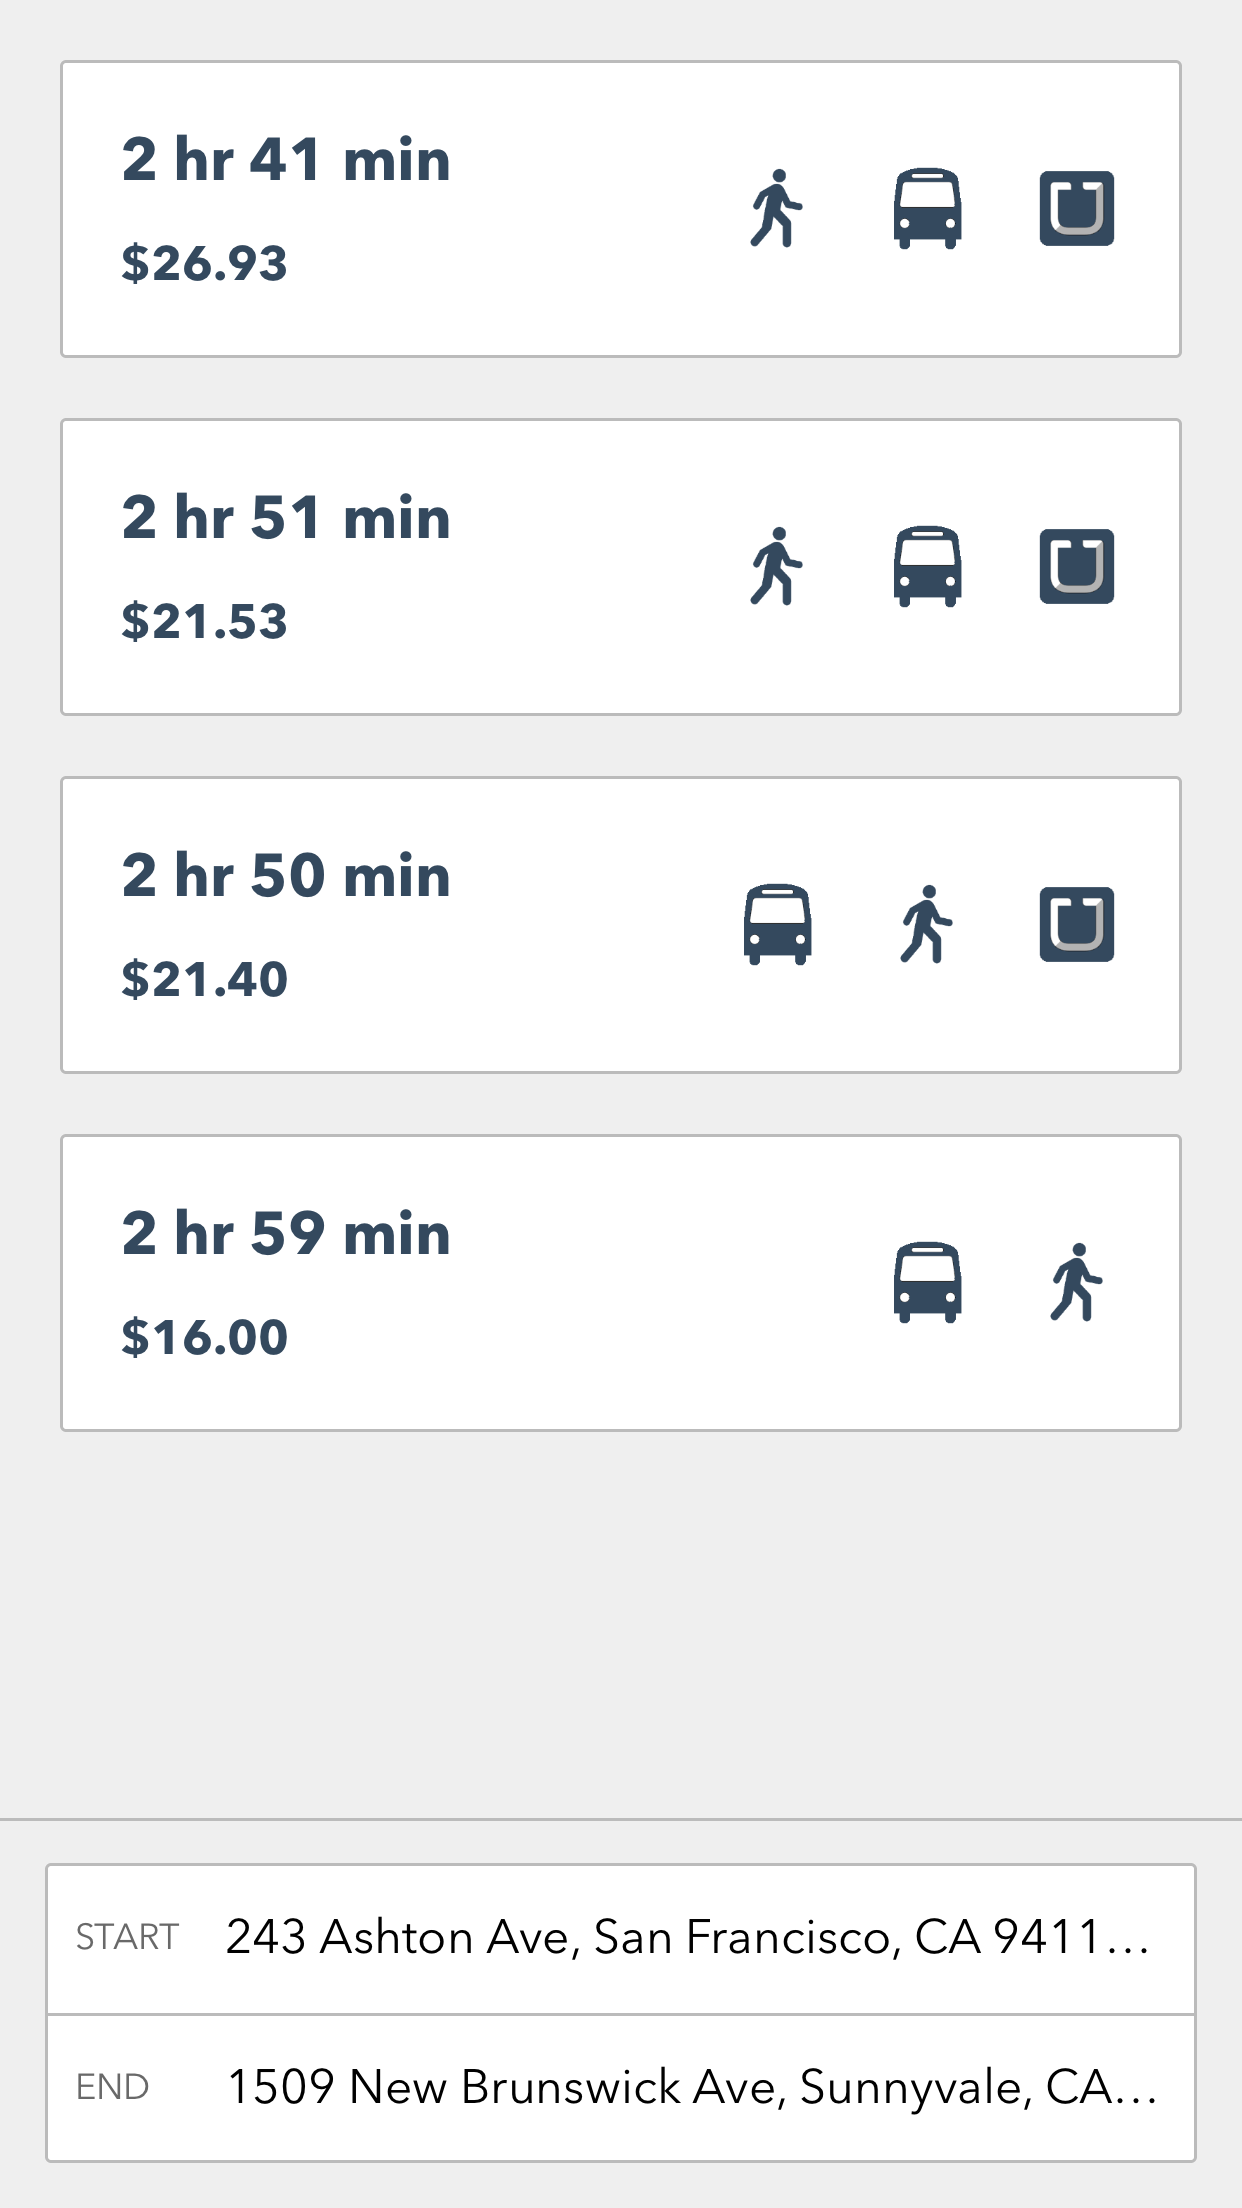 2 hr 41 min
$26.93
2 hr 51 min
$21.53
2 hr 50 min
$21.40
2 hr 59 min
$16.00
START 243 Ashton Ave, San Francisco, CA 9411...
END 1509 New Brunswick Ave, Sunnyvale, CA...